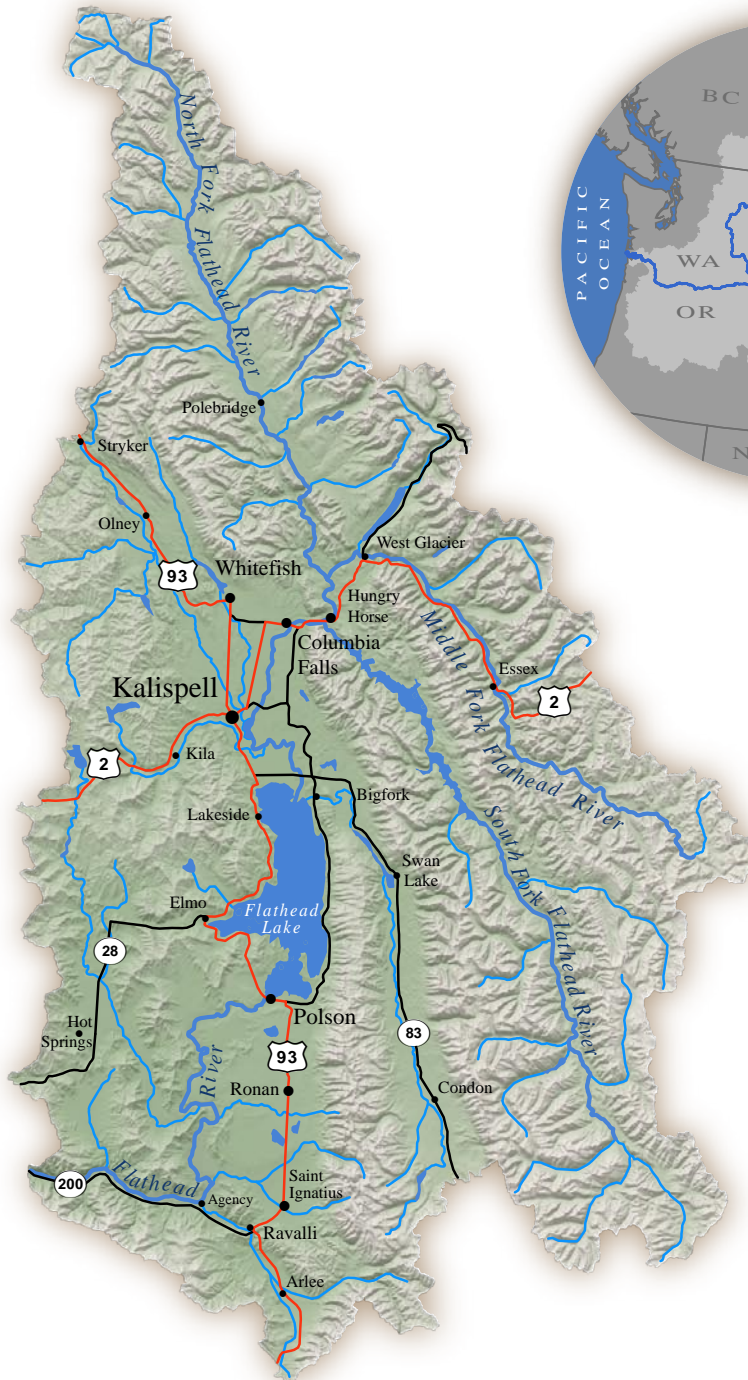 North Fork Flathead River
BC
PACIFIC
OCEAN
WA
OR
N
Polebridge
Stryker
Olney
West Glacier
93
Whitefish
Hungry
Horse
Columbia
Falls
Middle Fork Flathead River
Essex
2
Kalispell
2
Kila
Bigfork
Lakeside
South Fork Flathead River
Swan
Lake
Elmo
Flathead
Lake
28
Polson
Hot
Springs
83
93
River
Ronan
Condon
Flathead
200
Saint
Ignatius
Agency
Ravalli
Arlee